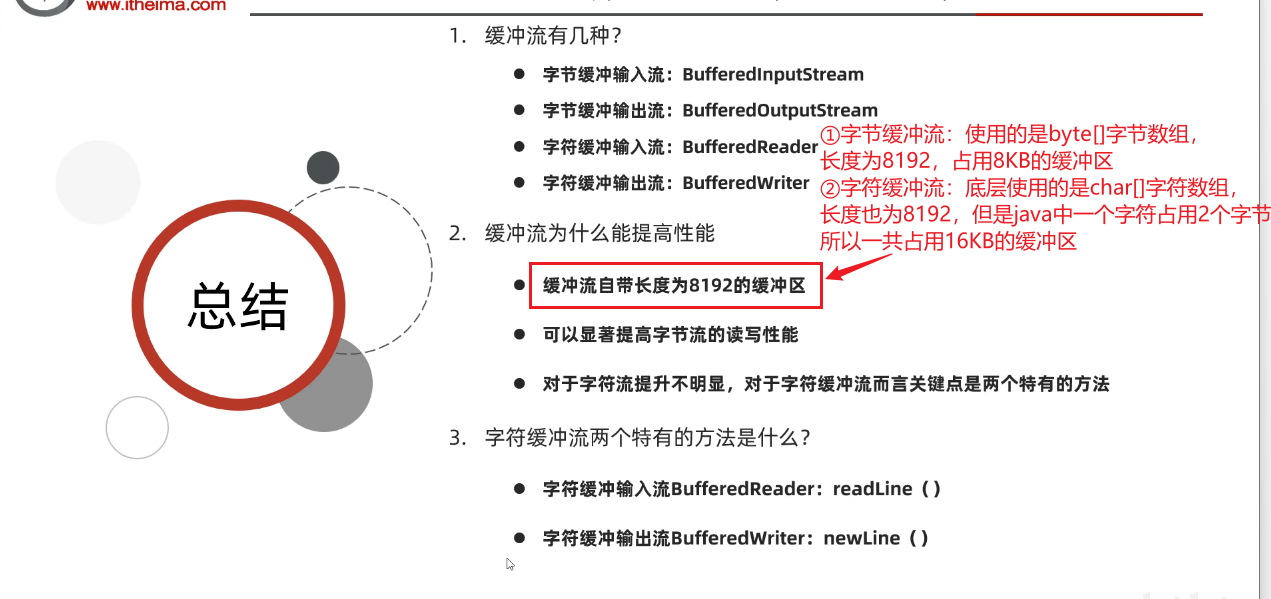 www.itheima.com
1. 缓冲流有几种？
● 字节缓冲输入流：BufferedInputStream
● 字节缓冲输出流：BufferedOutputStream
● 字符缓冲输入流：BufferedReader
● 字符缓冲输出流：BufferedWriter
①字节缓冲流：使用的是byte[]字节数组，
长度为8192，占用8KB的缓冲区
②字符缓冲流：底层使用的是char[]字符数组，
长度也为8192，但是java中一个字符占用2个字节
所以一共占用16KB的缓冲区
2. 缓冲流为什么能提高性能
● 缓冲流自带长度为8192的缓冲区
● 可以显著提高字节流的读写性能
● 对于字符流提升不明显，对于字符缓冲流而言关键点是两个特有的方法
总结
3. 字符缓冲流两个特有的方法是什么？
● 字符缓冲输入流BufferedReader：readLine（）
● 字符缓冲输出流BufferedWriter：newLine（）